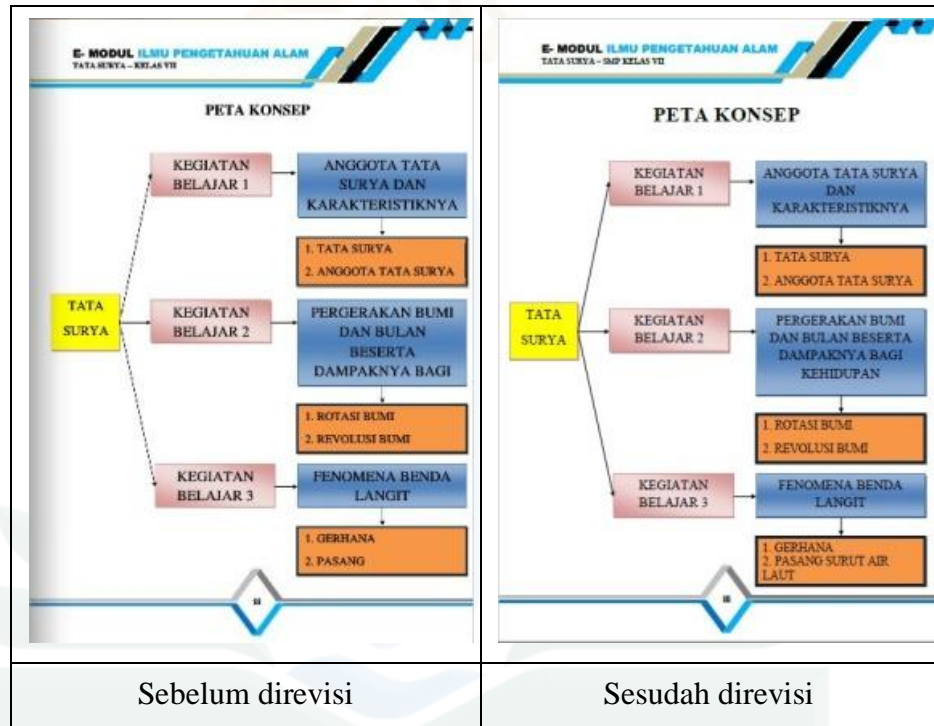 E- MODUL ILMU PENGETAHUAN ALAM
TATA SURYA – KELAS VII
PETA KONSEP
KEGIATAN
BELAJAR 1
ANGGOTA TATA
SURYA DAN
KARAKTERISTIKNYA
1. TATA SURYA
2. ANGGOTA TATA SURYA
TATA
SURYA
KEGIATAN
BELAJAR 2
PERGERAKAN BUMI
DAN BULAN
BESERTA
DAMPAKNYA BAGI
1. ROTASI BUMI
2. REVOLUSI BUMI
KEGIATAN
BELAJAR 3
FENOMENA BENDA
LANGIT
1. GERHANA
2. PASANG
E- MODUL ILMU PENGETAHUAN ALAM
TATA SURYA – SMP KELAS VII
PETA KONSEP
KEGIATAN
BELAJAR 1
ANGGOTA TATA SURYA
DAN
KARAKTERISTIKNYA
1. TATA SURYA
2. ANGGOTA TATA SURYA
TATA
SURYA
KEGIATAN
BELAJAR 2
PERGERAKAN BUMI
DAN BULAN BESERTA
DAMPAKNYA BAGI
KEHIDUPAN
1. ROTASI BUMI
2. REVOLUSI BUMI
KEGIATAN
BELAJAR 3
FENOMENA BENDA
LANGIT
1. GERHANA
2. PASANG SURUT AIR
LAUT
Sebelum direvisi
Sesudah direvisi